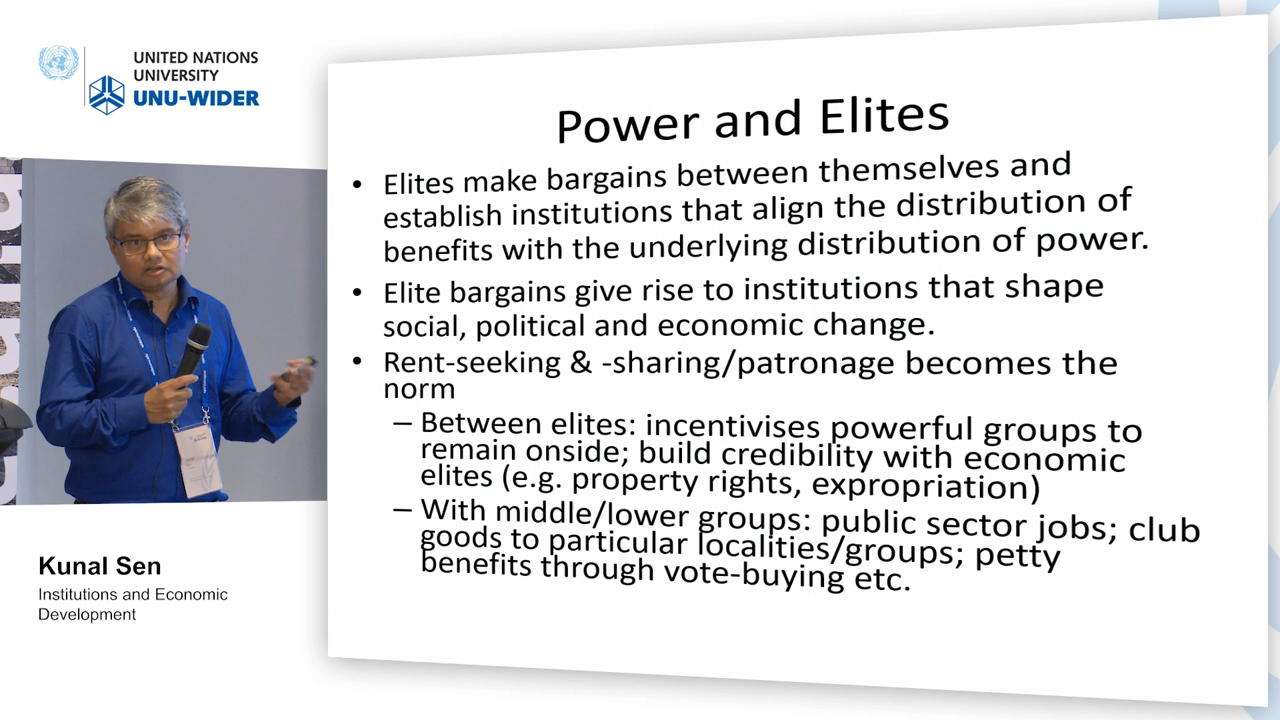 UNITED NATIONS
UNIVERSITY
UNU-WIDER
Kunal Sen
Institutions and Economic
Development
Power and Elites
• Elites make bargains between themselves and
establish institutions that align the distribution of
benefits with the underlying distribution of power.
• Elite bargains give rise to institutions that shape
social, political and economic change.
• Rent-seeking & -sharing/patronage becomes the
norm
– Between elites: incentivises powerful groups to
remain onside; build credibility with economic
elites (e.g. property rights, expropriation)
– With middle/lower groups: public sector jobs; club
goods to particular localities/groups; petty
benefits through vote-buying etc.